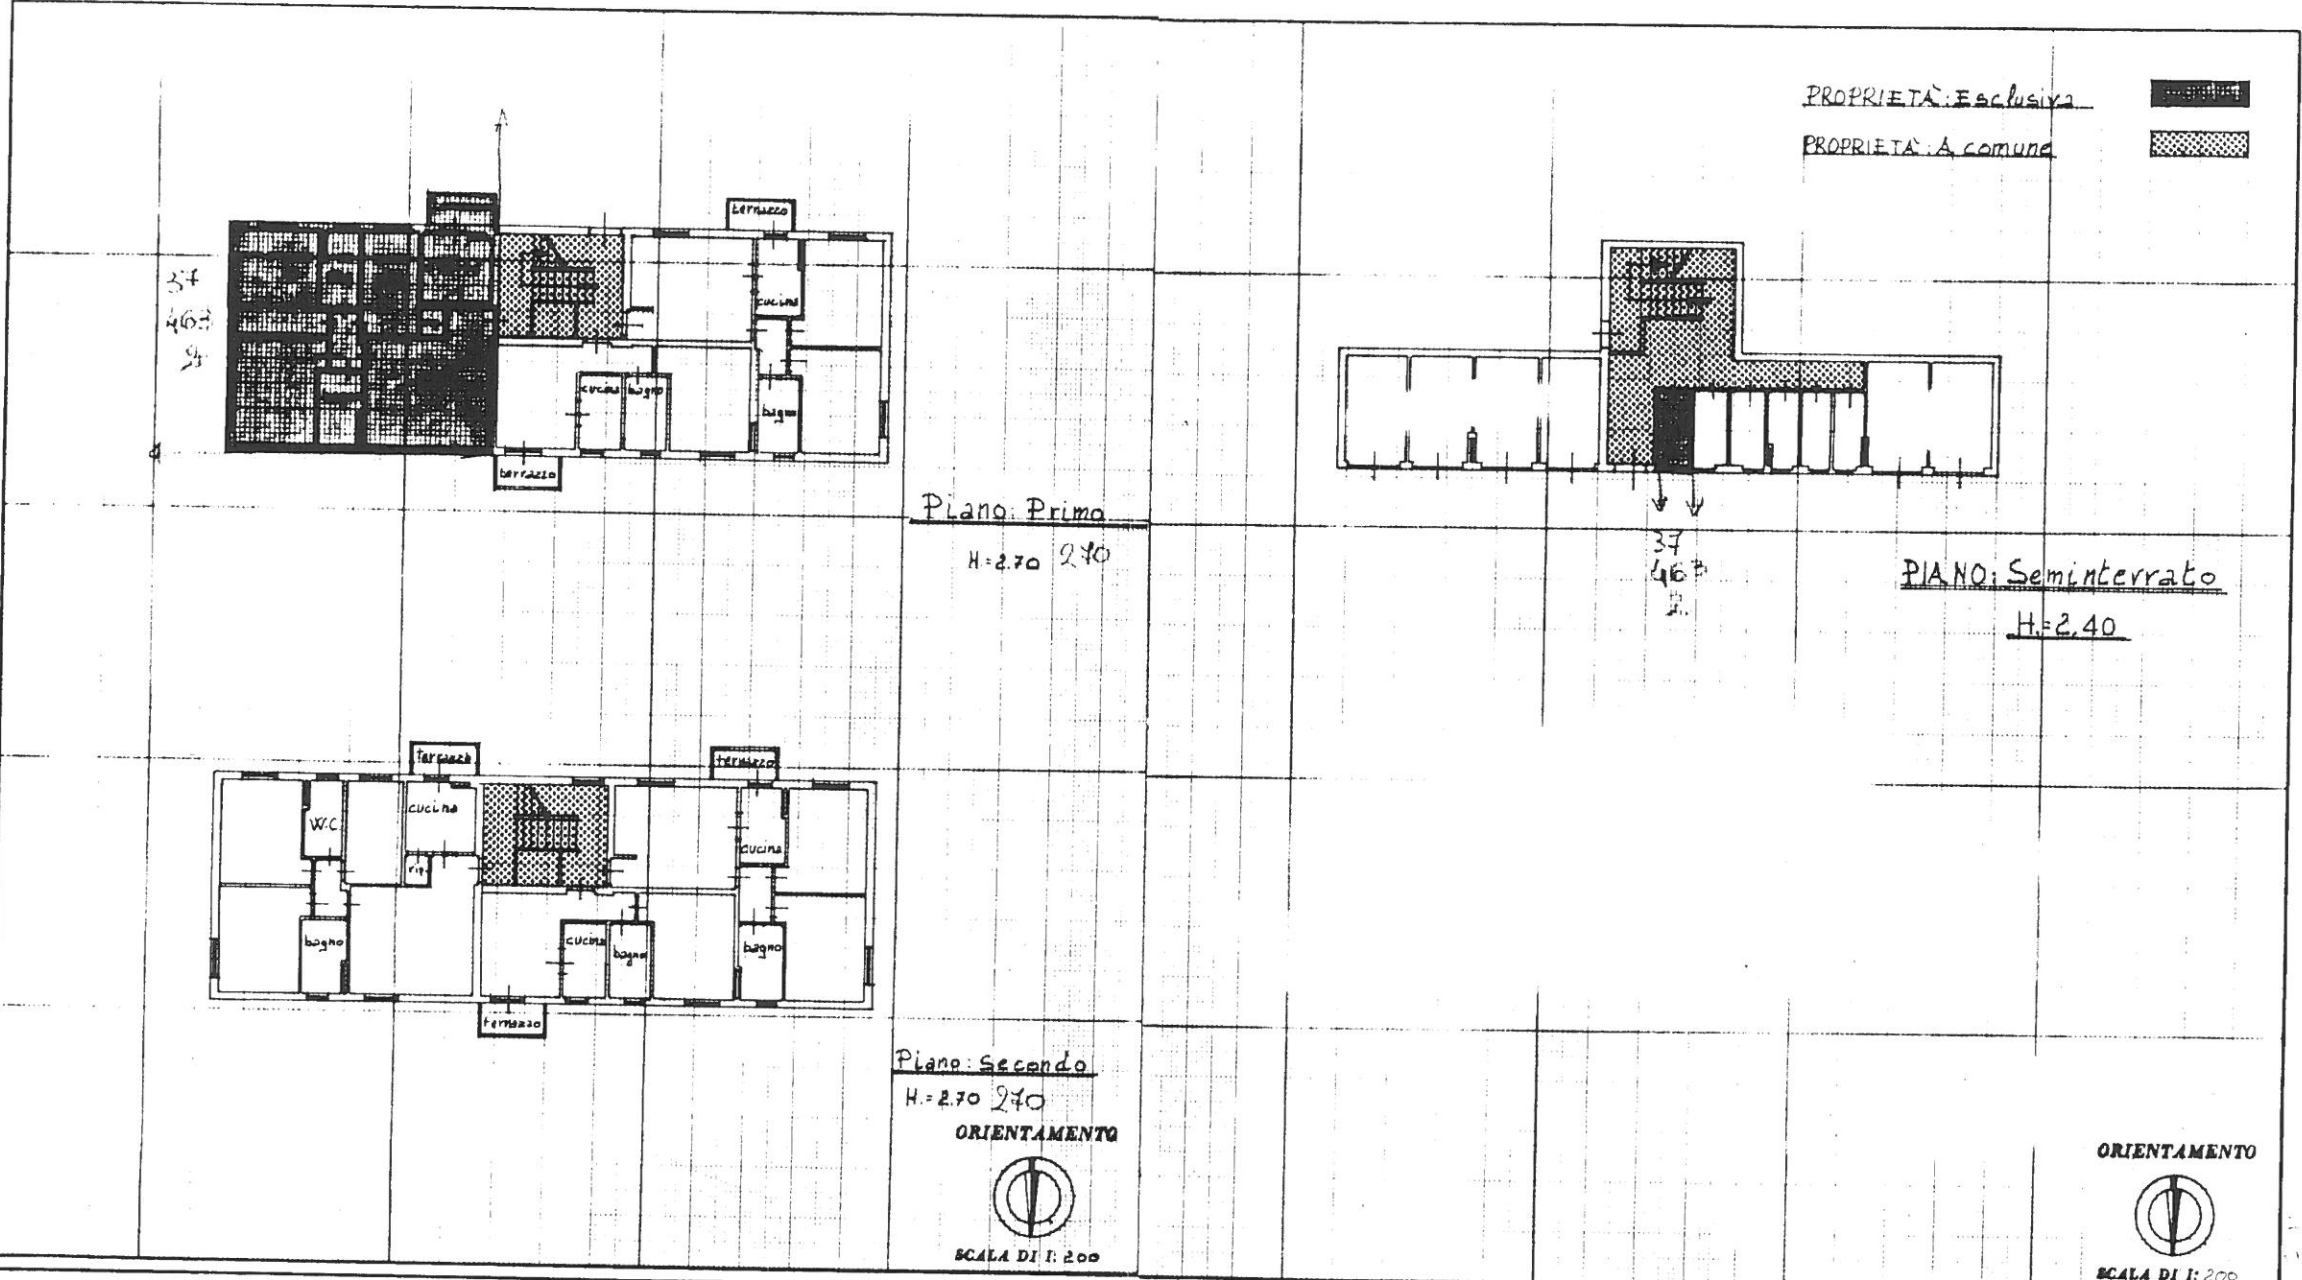 PROPRIETÀ: Esclusiva
PROPRIETÀ: A comune
terrazzo
cucina
cucina
bagno
bagno
terrazzo
37
Piano: Primo
H=2.70 270
37
PIANO: Seminterrato
H.=2.40
terrazzo
terrazzo
cucina
W.C
cucina
rip
bagno
cucina
bagno
bagno
terrazzo
Piano: Secondo
H.=2.70 270
ORIENTAMENTO
SCALA DI 1:200
ORIENTAMENTO
SCALA DI 1:200